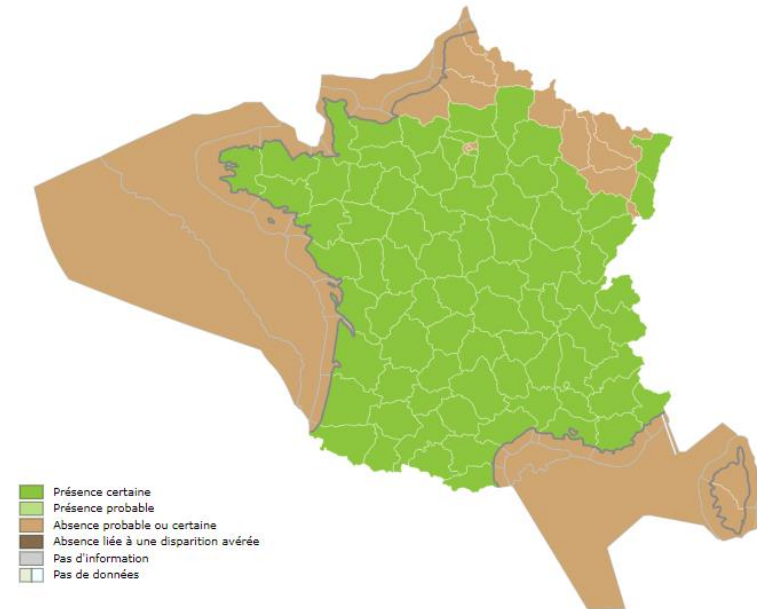 Présence certaine
Présence probable
Absence probable ou certaine
Absence liée à une disparition avérée
Pas d'information
Pas de données